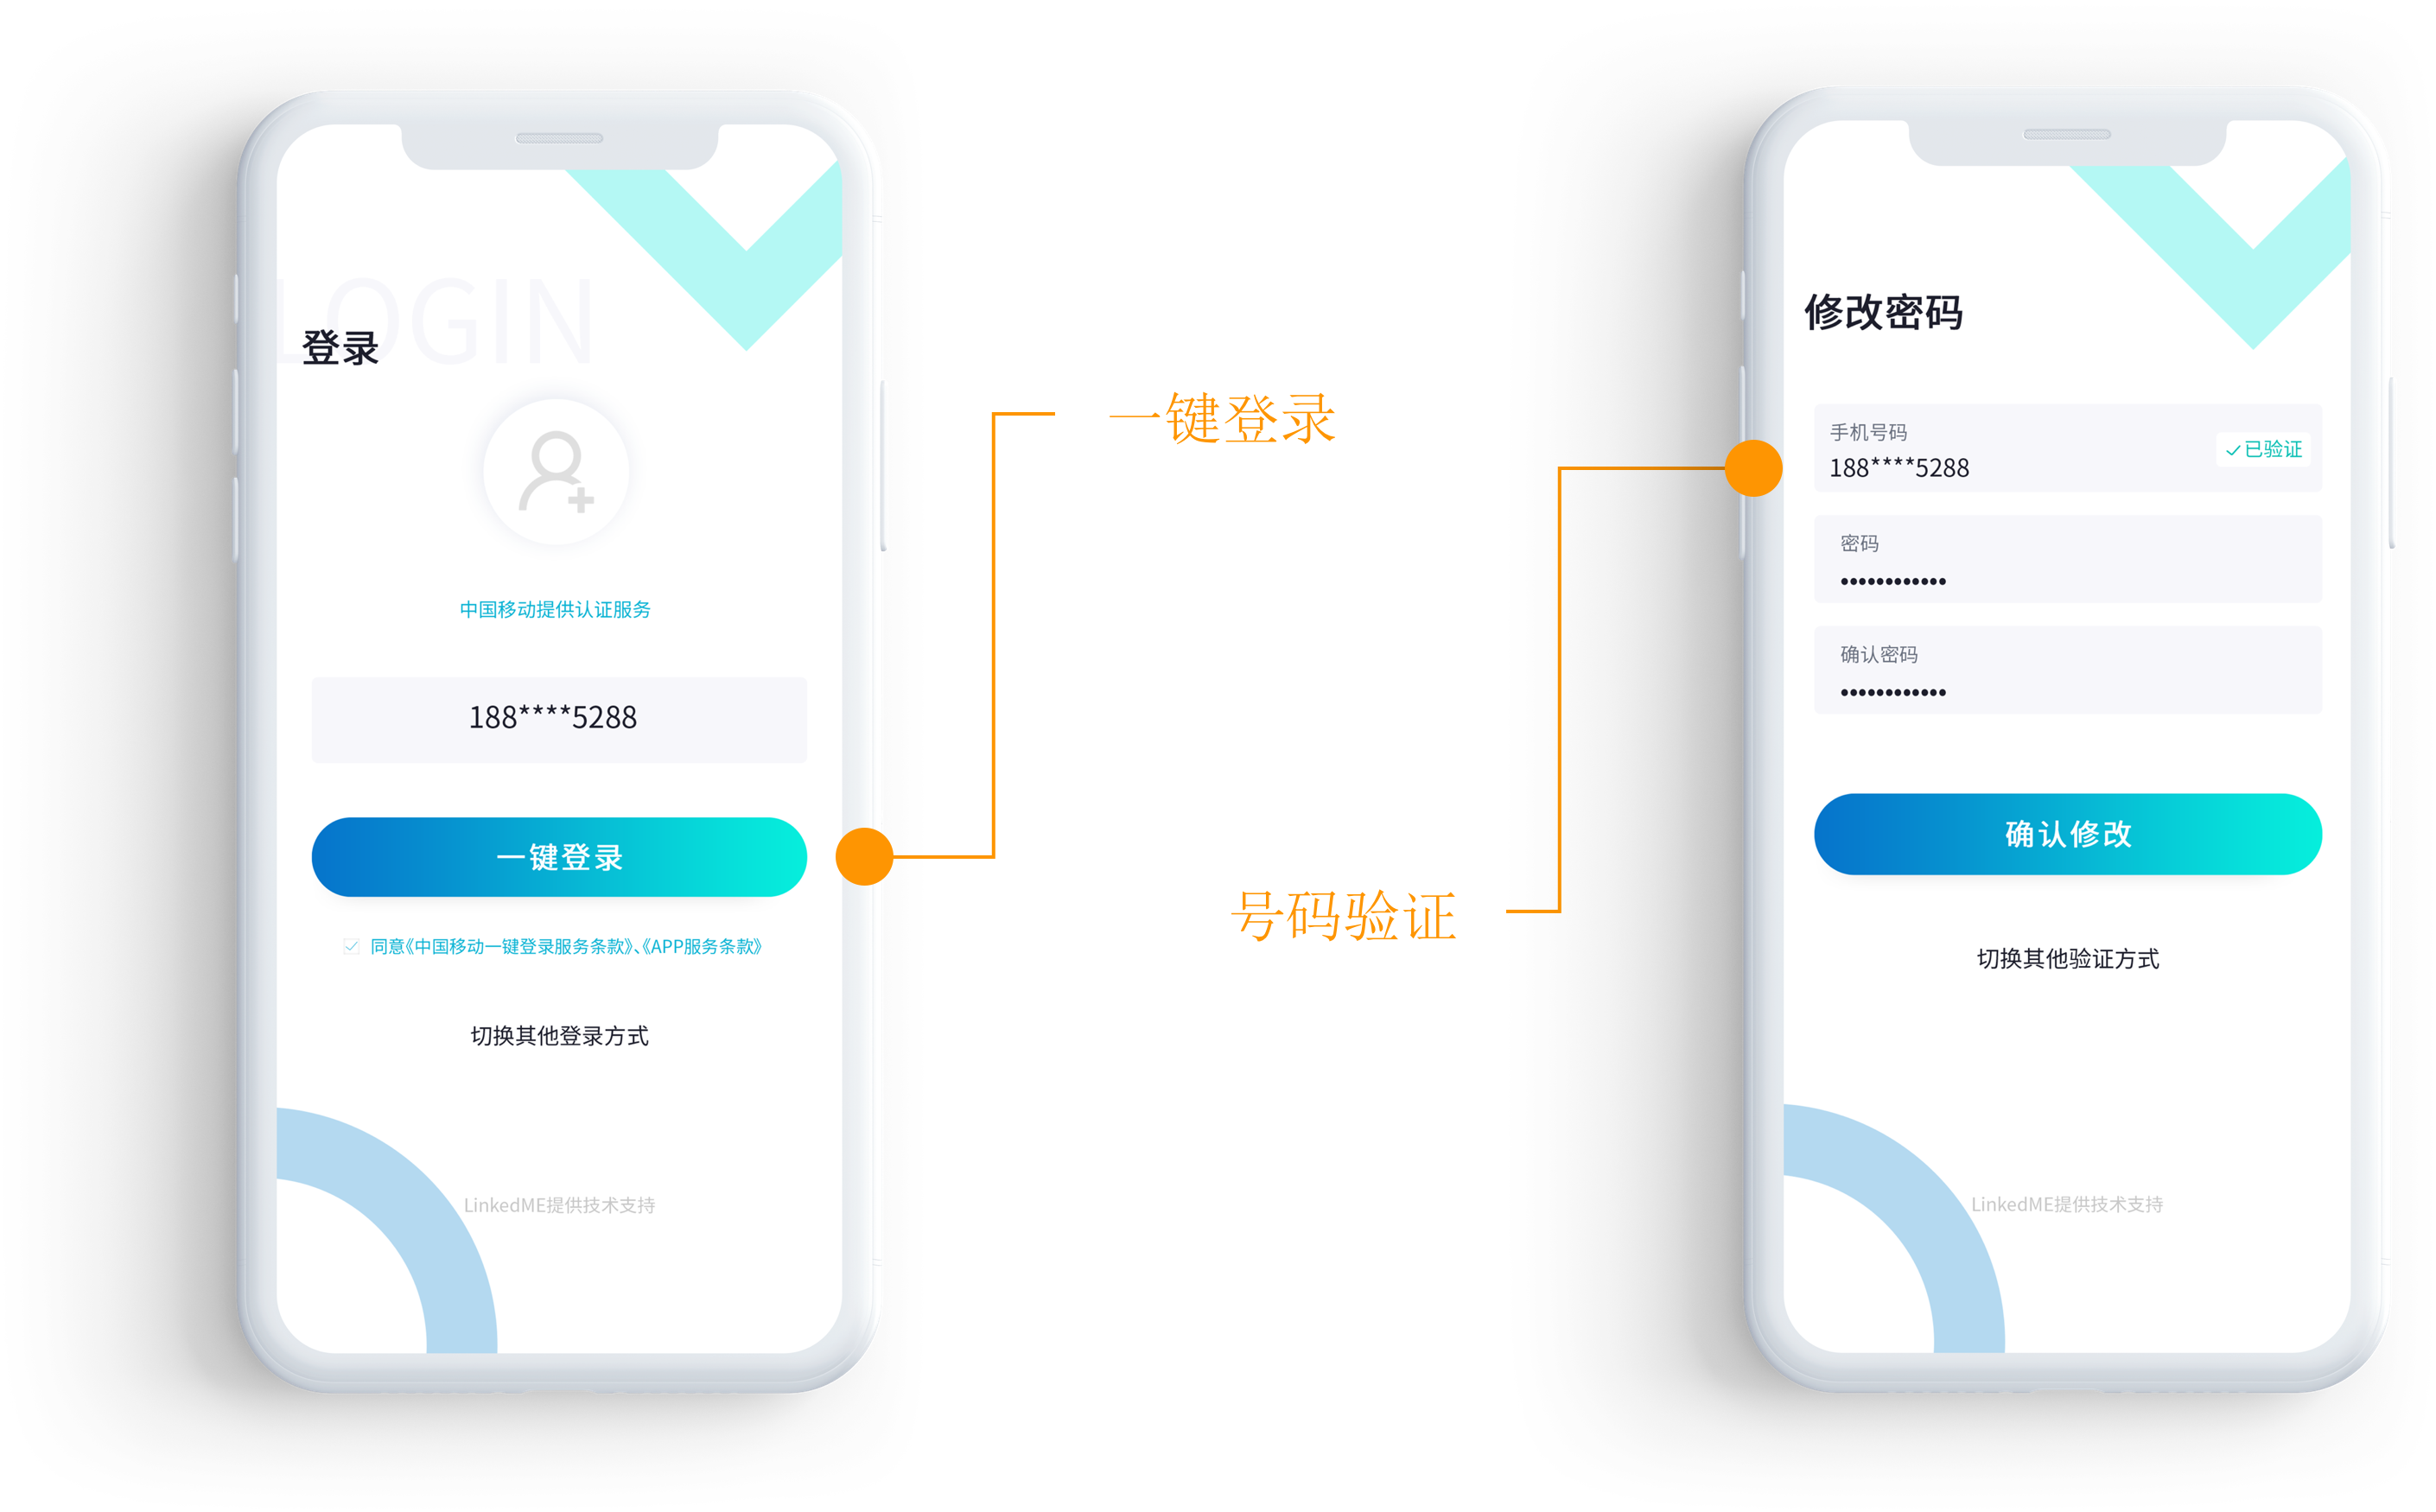 LOGIN
登录
中国移动提供认证服务
188****5288
一键登录
同意《中国移动一键登录服务条款》、《APP服务条款》
切换其他登录方式
LinkedME提供技术支持
一键登录
号码验证
修改密码
手机号码
188****5288
已验证
密码
••••••••••••
确认密码
••••••••••••
确认修改
切换其他验证方式
LinkedME提供技术支持